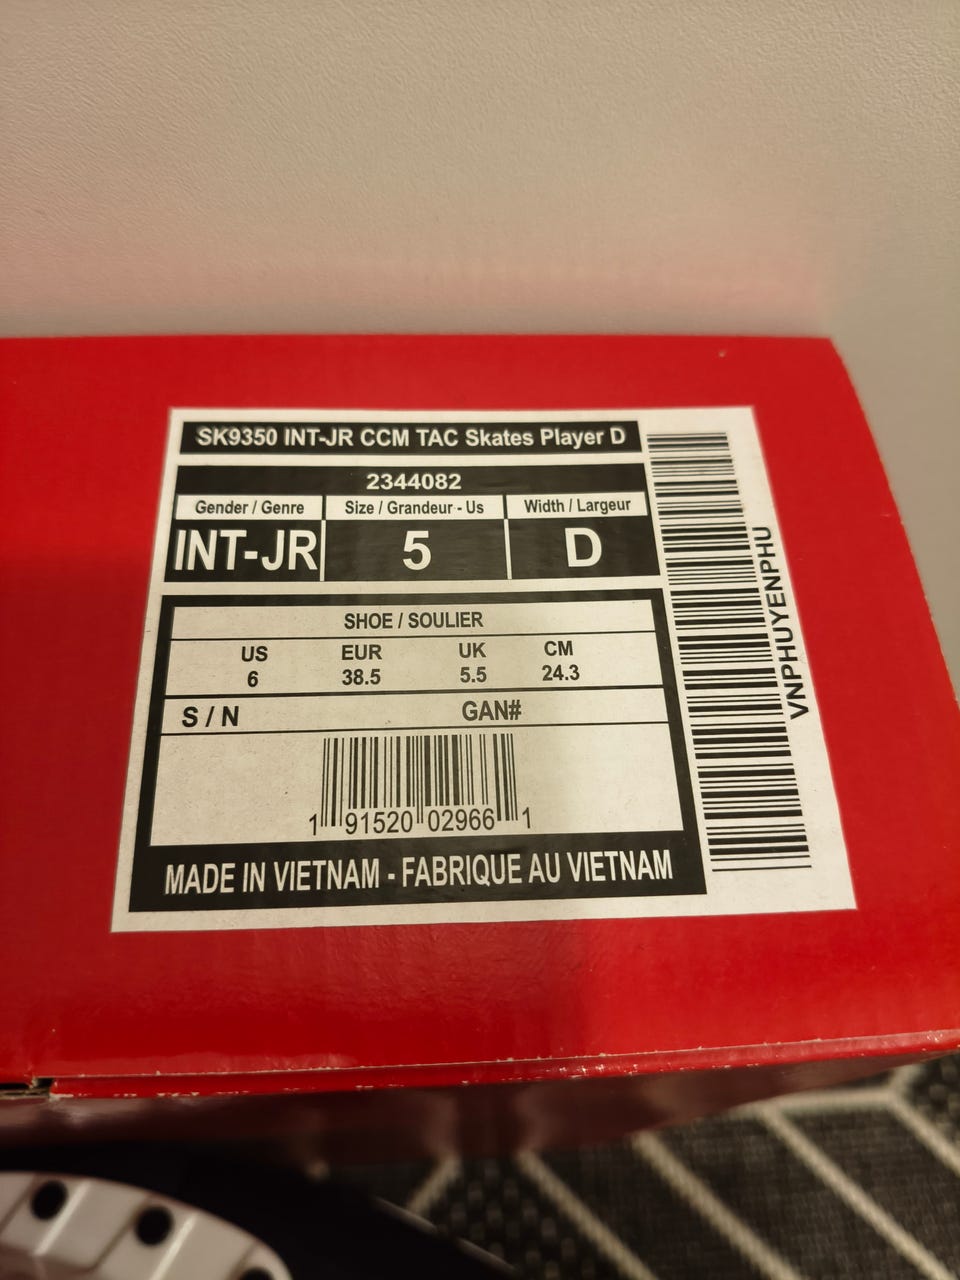 SK9350 INT-JR CCM TAC Skates Player D
2344082
Gender / Genre Size / Grandeur - Us Width / Largeur
INT-JR 5 D
SHOE / SOULIER
US EUR UK CM
6 38.5 5.5 24.3
S / N GAN#
1 91520 02966 1
MADE IN VIETNAM - FABRIQUE AU VIETNAM
VNPHUYENPHU